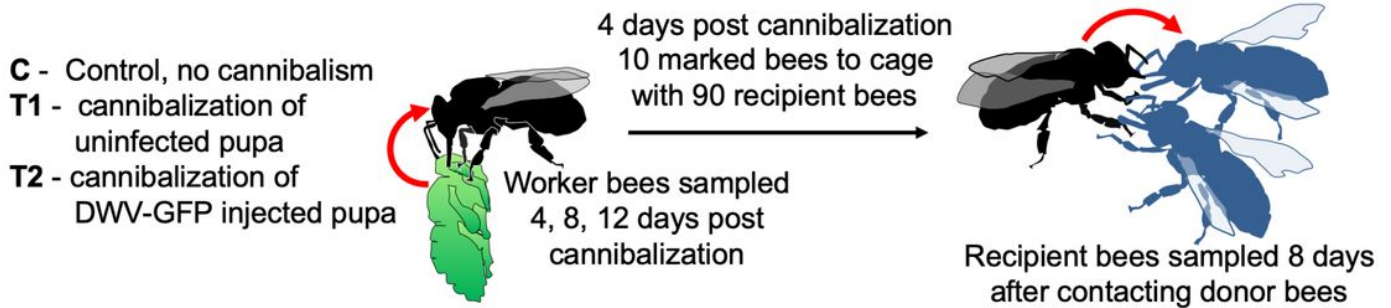 C - Control, no cannibalism
T1 - cannibalization of
uninfected pupa
T2 - cannibalization of
DWV-GFP injected pupa
Worker bees sampled
4, 8, 12 days post
cannibalization
4 days post cannibalization
10 marked bees to cage
with 90 recipient bees
Recipient bees sampled 8 days
after contacting donor bees